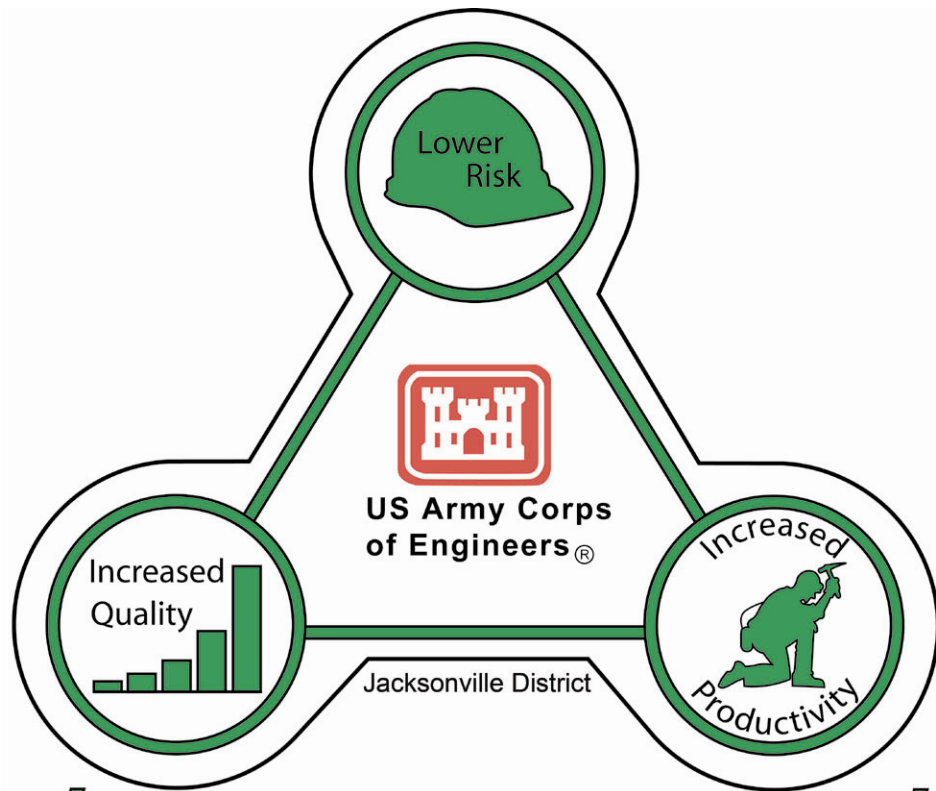 Lower
Risk
US Army Corps
of Engineers®
Increased
Quality
Increased
Productivity
Jacksonville District